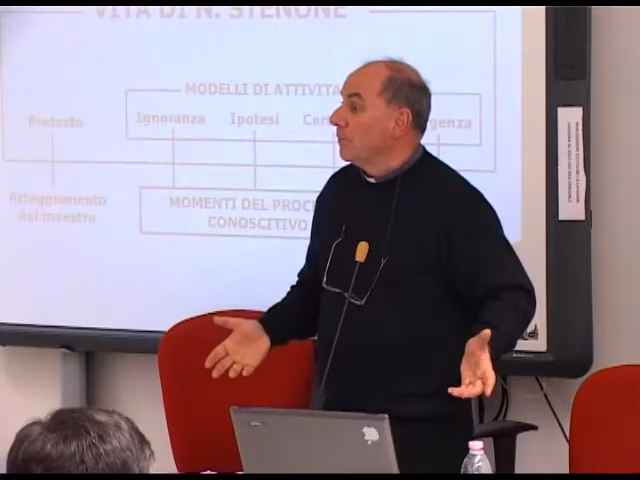 VITA DI N. STENONE
MODELLI DI ATTIVITA
Pretesto
Ignoranza
Ipotesi
Atteggiamento
del maestro
MOMENTI DEL PROC
CONOSCITIVO